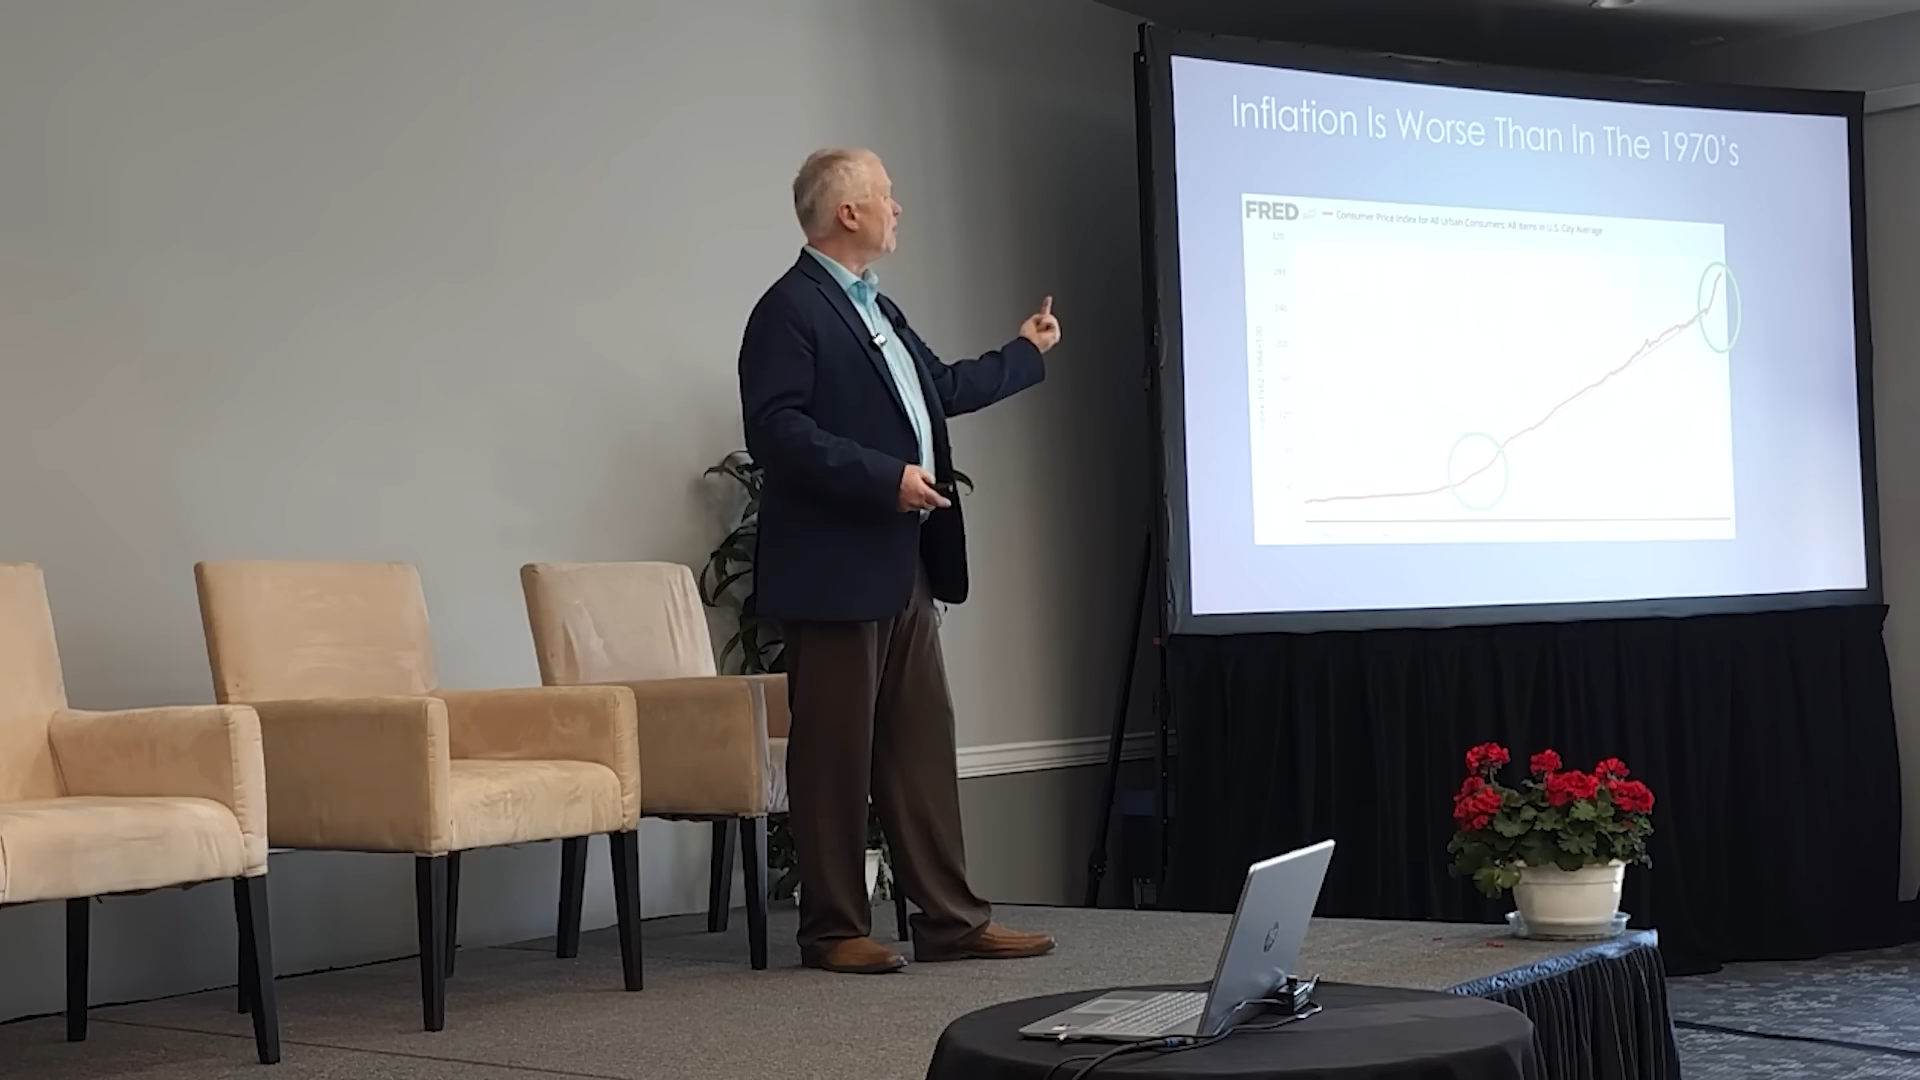 Inflation Is Worse Than In The 1970's
FRED — Consumer Price Index for All Urban Consumers: All Items in U.S. City Average